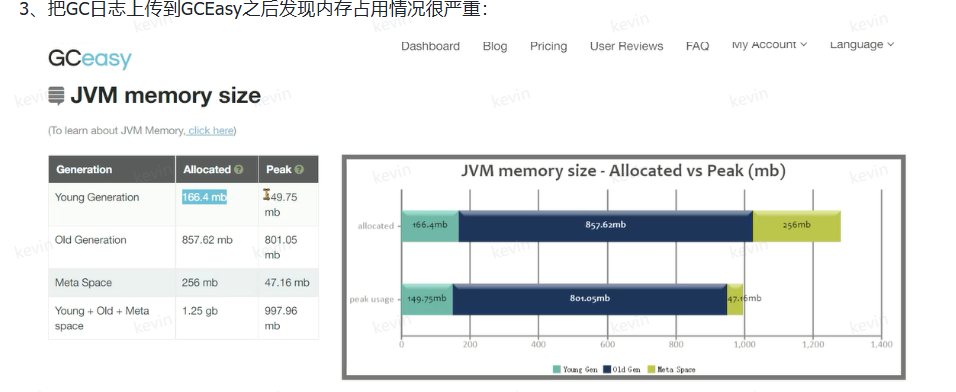 3、把GC日志上传到GCEasy之后发现内存占用情况很严重：
GCeasy
Dashboard Blog Pricing User Reviews FAQ My Account Language
JVM memory size
(To learn about JVM Memory, click here)
Generation Allocated Peak
Young Generation 166.4 mb 149.75
mb
Old Generation 857.62 mb 801.05
mb
Meta Space 256 mb 47.16 mb
Young + Old + Meta 1.25 gb 997.96
space mb
JVM memory size - Allocated vs Peak (mb)
allocated 166.4mb 857.62mb 256mb
peak usage 149.75mb 801.05mb 47.16mb
0 200 400 600 800 1,000 1,200 1,400
Young Gen Old Gen Meta Space
kevin